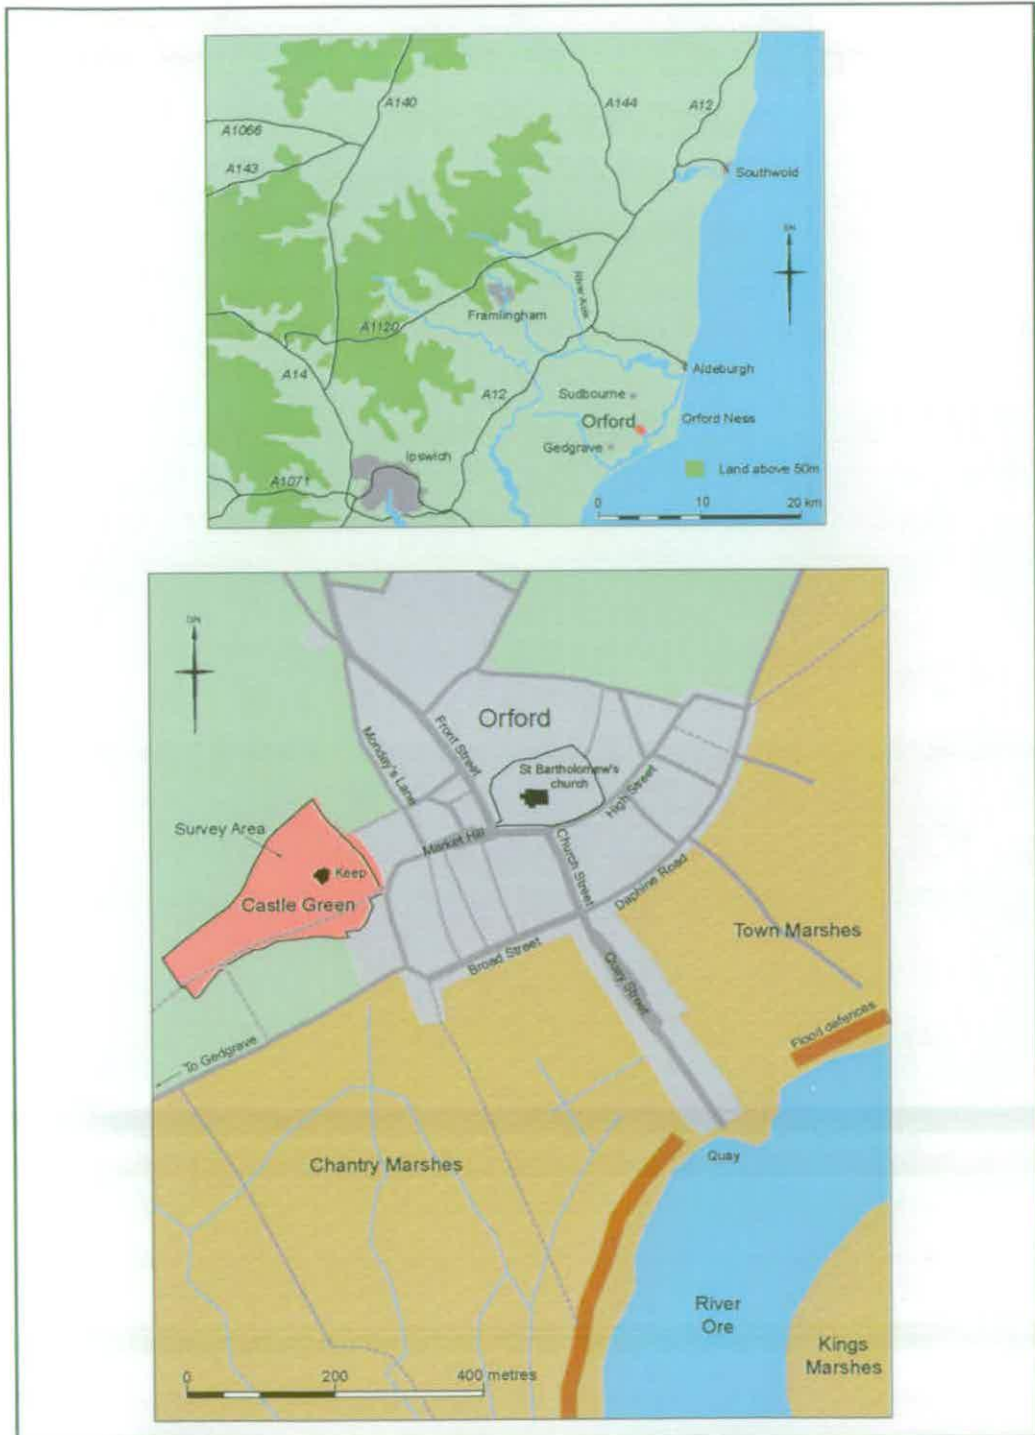 A140
A144
A12
A1066
A143
Southwold
GN
River Alde
Framlingham
A1120
A14
A12
Aldeburgh
Sudbourne
Orford
Orford Ness
Gedgrave
Ipswich
Land above 50m
A1071
0 10 20 km
GN
Orford
Front Street
Monday's Lane
St Bartholomew's
church
High Street
Survey Area
Market Hill
Keep
Church Street
Castle Green
Daphine Road
Town Marshes
Broad Street
Quay Street
Flood defences
To Gedgrave
Chantry Marshes
Quay
River
Ore
Kings
Marshes
0 200 400 metres